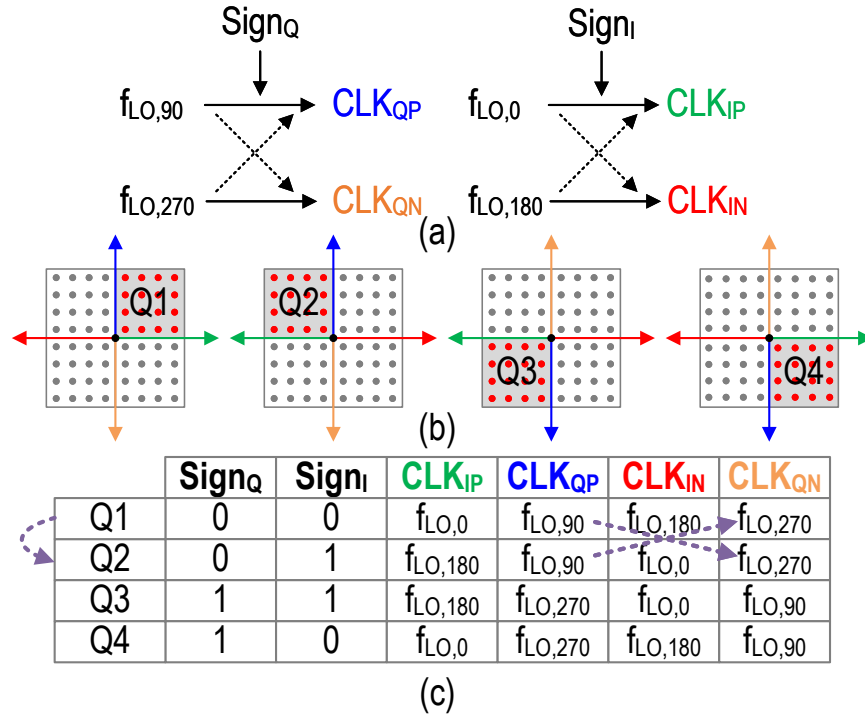 SignQ SignI
fLO,90 CLKQP fLO,0 CLKIP
fLO,270 CLKQN fLO,180 CLKIN
(a)
Q1 Q2 Q3 Q4
(b)
SignQ SignI CLKIP CLKQP CLKIN CLKQN
Q1 0 0 fLO,0 fLO,90 fLO,180 fLO,270
Q2 0 1 fLO,180 fLO,90 fLO,0 fLO,270
Q3 1 1 fLO,180 fLO,270 fLO,0 fLO,90
Q4 1 0 fLO,0 fLO,270 fLO,180 fLO,90
(c)